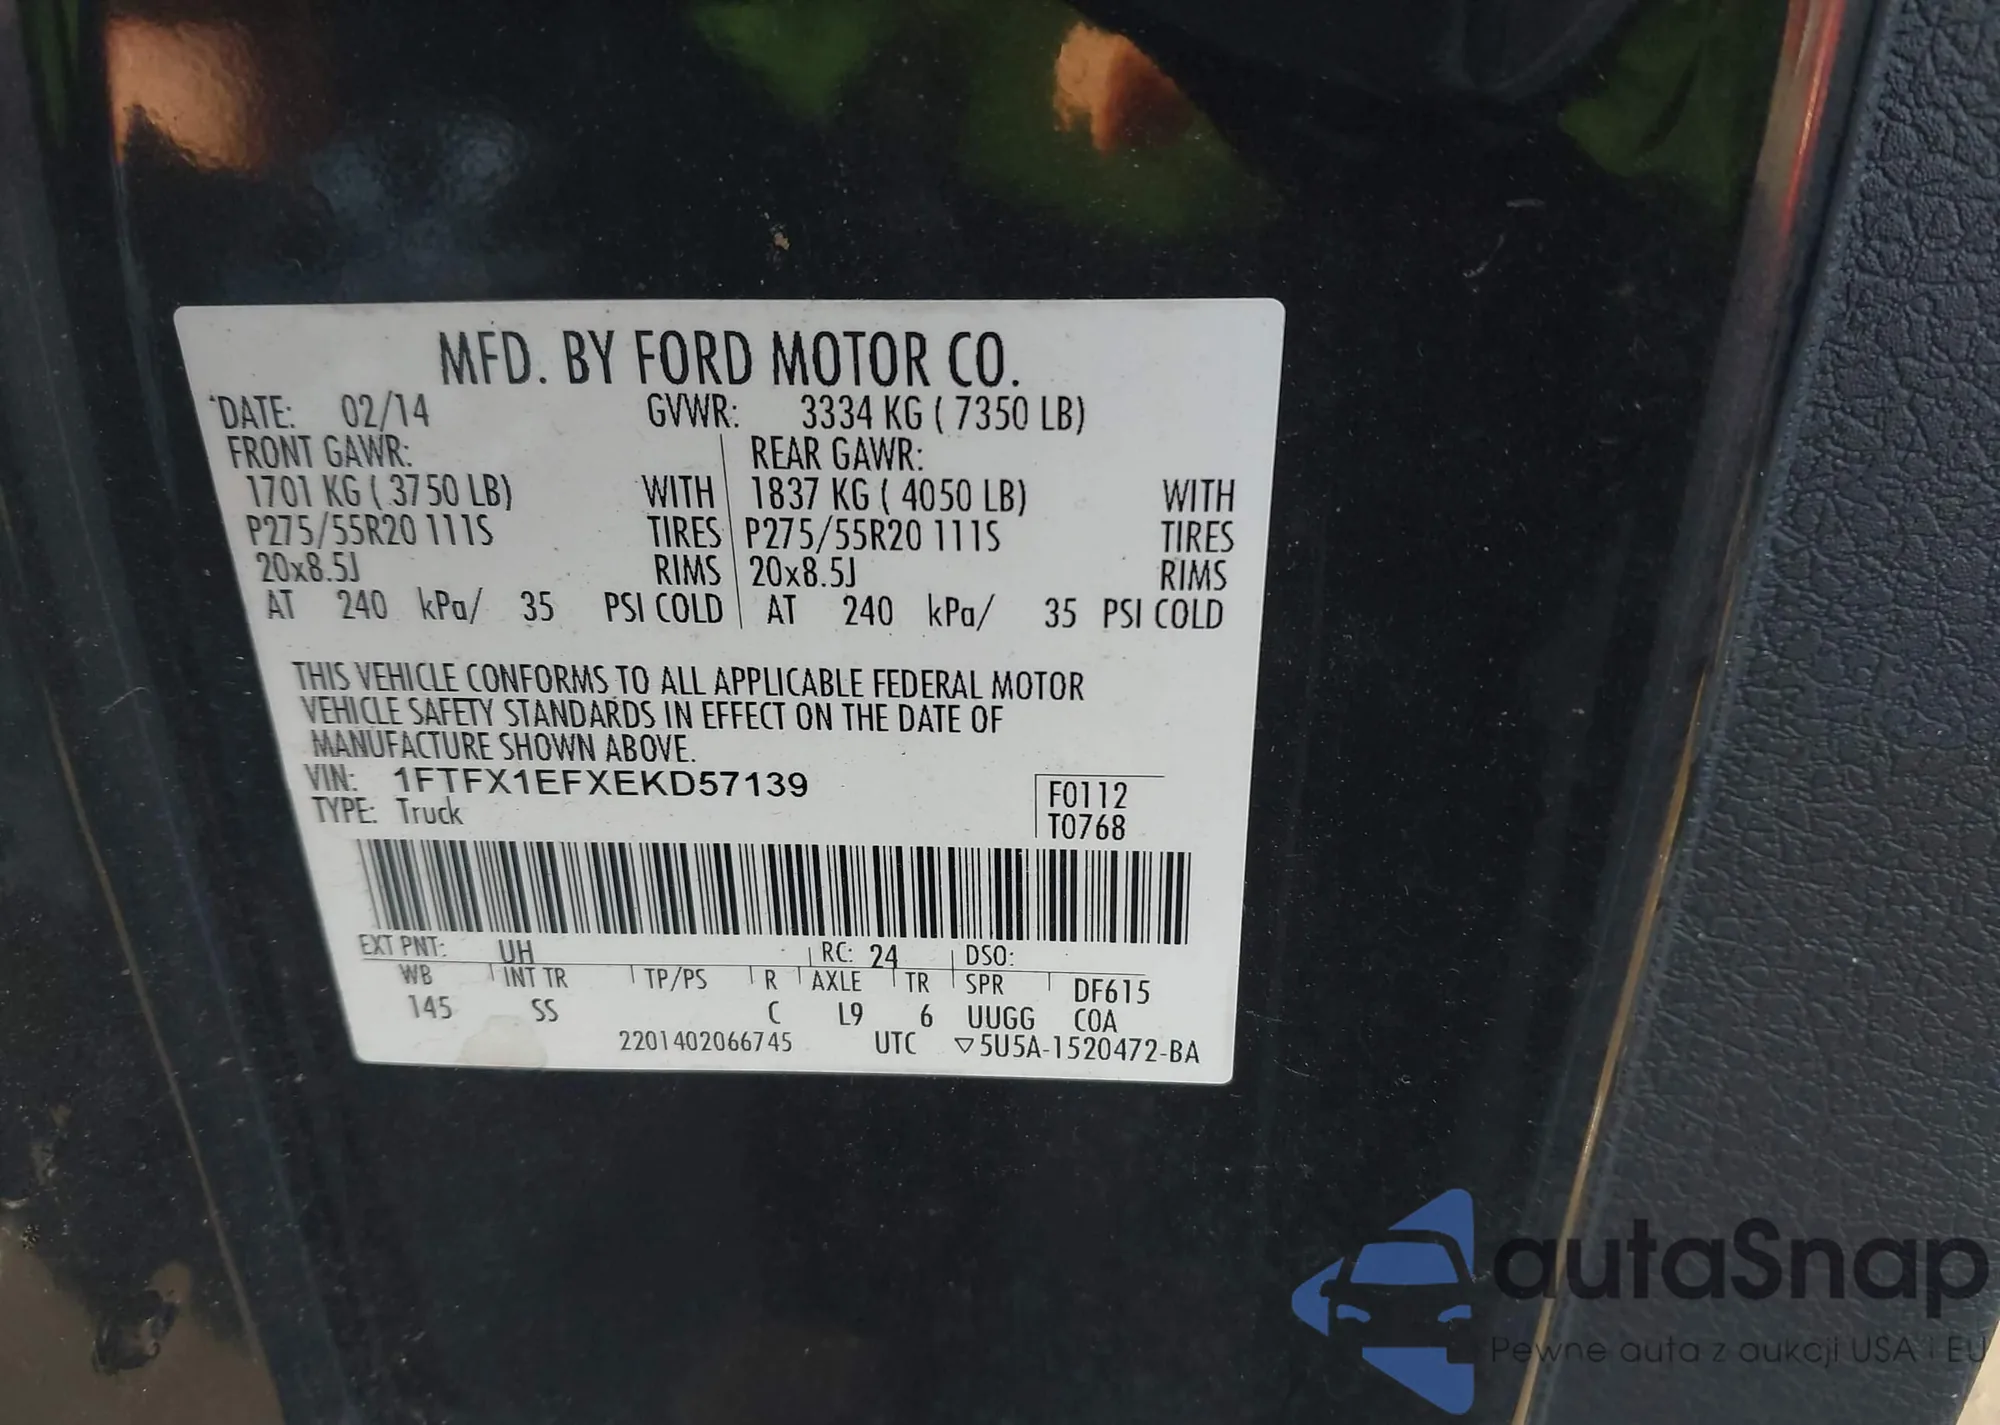 MFD. BY FORD MOTOR CO.
DATE: 02/14 GVWR: 3334 KG ( 7350 LB)
FRONT GAWR: REAR GAWR:
1701 KG ( 3750 LB) WITH 1837 KG ( 4050 LB) WITH
P275/55R20 111S TIRES P275/55R20 111S TIRES
20x8.5J RIMS 20x8.5J RIMS
AT 240 kPa/ 35 PSI COLD AT 240 kPa/ 35 PSI COLD
THIS VEHICLE CONFORMS TO ALL APPLICABLE FEDERAL MOTOR
VEHICLE SAFETY STANDARDS IN EFFECT ON THE DATE OF
MANUFACTURE SHOWN ABOVE.
VIN: 1FTFX1EFXEKD57139
TYPE: Truck
F0112
T0768
EXT PNT: UH RC: 24 DSO:
WB INT TR TP/PS R AXLE TR SPR DF615
145 SS C L9 6 UUGG COA
2201402066745 UTC ▽5U5A-1520472-BA
autaSnap
Pewne auta z aukcji USA i EU